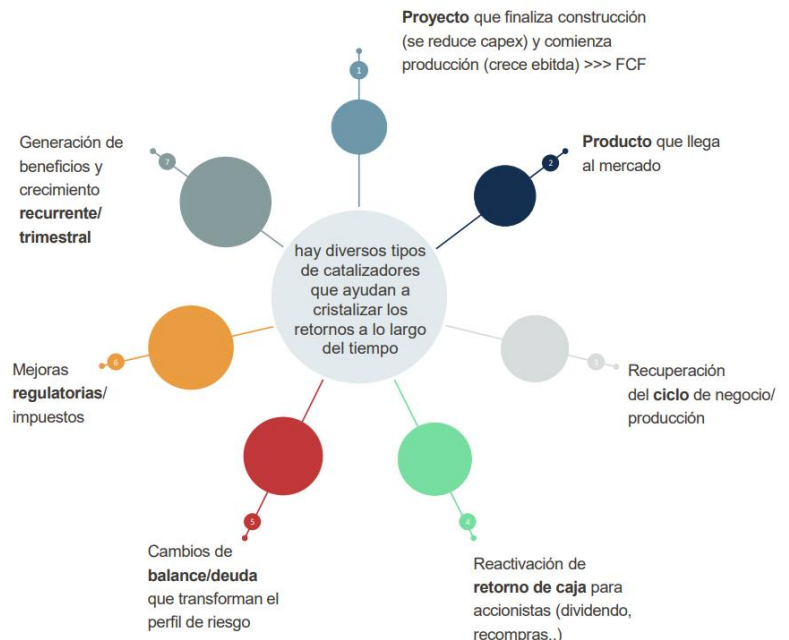 Proyecto que finaliza construcción
(se reduce capex) y comienza
producción (crece ebitda) >>> FCF
1
Producto que llega
al mercado
2
Generación de
beneficios y
crecimiento
recurrente/
trimestral
7
hay diversos tipos
de catalizadores
que ayudan a
cristalizar los
retornos a lo largo
del tiempo
Recuperación
del ciclo de negocio/
producción
3
Mejoras
regulatorias/
impuestos
6
5
4
Cambios de
balance/deuda
que transforman el
perfil de riesgo
Reactivación de
retorno de caja para
accionistas (dividendo,
recompras..)